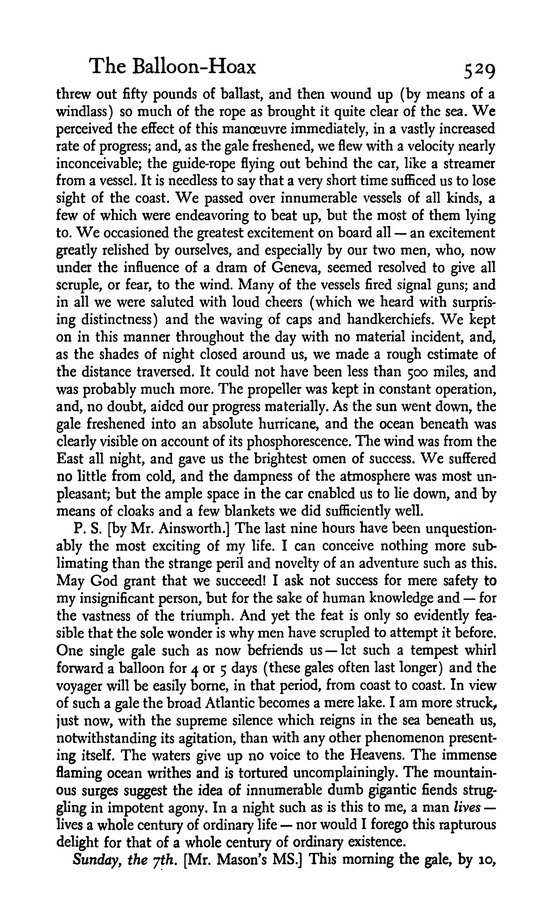 The Balloon-Hoax 529
threw out fifty pounds of ballast, and then wound up (by means of a
windlass) so much of the rope as brought it quite clear of the sea. We
perceived the effect of this manœuvre immediately, in a vastly increased
rate of progress; and, as the gale freshened, we flew with a velocity nearly
inconceivable; the guide-rope flying out behind the car, like a streamer
from a vessel. It is needless to say that a very short time sufficed us to lose
sight of the coast. We passed over innumerable vessels of all kinds, a
few of which were endeavoring to beat up, but the most of them lying
to. We occasioned the greatest excitement on board all — an excitement
greatly relished by ourselves, and especially by our two men, who, now
under the influence of a dram of Geneva, seemed resolved to give all
scruple, or fear, to the wind. Many of the vessels fired signal guns; and
in all we were saluted with loud cheers (which we heard with surpris-
ing distinctness) and the waving of caps and handkerchiefs. We kept
on in this manner throughout the day with no material incident, and,
as the shades of night closed around us, we made a rough estimate of
the distance traversed. It could not have been less than 500 miles, and
was probably much more. The propeller was kept in constant operation,
and, no doubt, aided our progress materially. As the sun went down, the
gale freshened into an absolute hurricane, and the ocean beneath was
clearly visible on account of its phosphorescence. The wind was from the
East all night, and gave us the brightest omen of success. We suffered
no little from cold, and the dampness of the atmosphere was most un-
pleasant; but the ample space in the car enabled us to lie down, and by
means of cloaks and a few blankets we did sufficiently well.
P. S. [by Mr. Ainsworth.] The last nine hours have been unquestion-
ably the most exciting of my life. I can conceive nothing more sub-
limating than the strange peril and novelty of an adventure such as this.
May God grant that we succeed! I ask not success for mere safety to
my insignificant person, but for the sake of human knowledge and — for
the vastness of the triumph. And yet the feat is only so evidently fea-
sible that the sole wonder is why men have scrupled to attempt it before.
One single gale such as now befriends us — let such a tempest whirl
forward a balloon for 4 or 5 days (these gales often last longer) and the
voyager will be easily borne, in that period, from coast to coast. In view
of such a gale the broad Atlantic becomes a mere lake. I am more struck,
just now, with the supreme silence which reigns in the sea beneath us,
notwithstanding its agitation, than with any other phenomenon present-
ing itself. The waters give up no voice to the Heavens. The immense
flaming ocean writhes and is tortured uncomplainingly. The mountain-
ous surges suggest the idea of innumerable dumb gigantic fiends strug-
gling in impotent agony. In a night such as is this to me, a man lives —
lives a whole century of ordinary life — nor would I forego this rapturous
delight for that of a whole century of ordinary existence.
Sunday, the 7th. [Mr. Mason's MS.] This morning the gale, by 10,